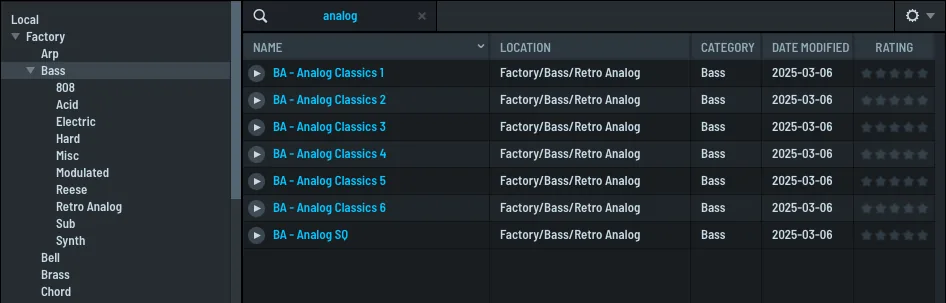 Local
Factory
Arp
Bass
808
Acid
Electric
Hard
Misc
Modulated
Reese
Retro Analog
Sub
Synth
Bell
Brass
Chord
analog
NAME LOCATION CATEGORY DATE MODIFIED RATING
BA - Analog Classics 1 Factory/Bass/Retro Analog Bass 2025-03-06
BA - Analog Classics 2 Factory/Bass/Retro Analog Bass 2025-03-06
BA - Analog Classics 3 Factory/Bass/Retro Analog Bass 2025-03-06
BA - Analog Classics 4 Factory/Bass/Retro Analog Bass 2025-03-06
BA - Analog Classics 5 Factory/Bass/Retro Analog Bass 2025-03-06
BA - Analog Classics 6 Factory/Bass/Retro Analog Bass 2025-03-06
BA - Analog SQ Factory/Bass/Retro Analog Bass 2025-03-06